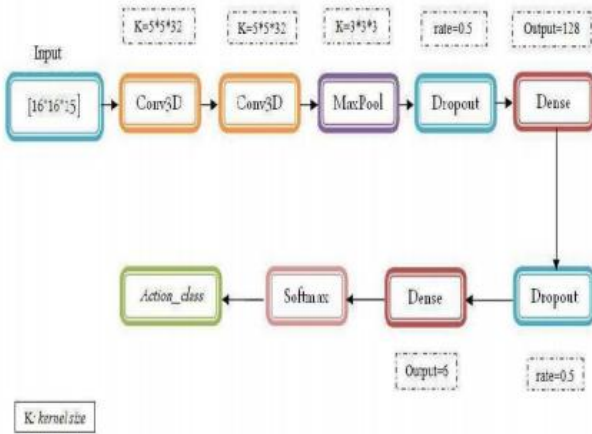 K=5*5*32
K=5*5*32
K=3*3*3
rate=0.5
Output=128
Input
[16*16*15]
Conv3D
Conv3D
MaxPool
Dropout
Dense
Action_class
Softmax
Dense
Dropout
Output=6
rate=0.5
K: kernel size